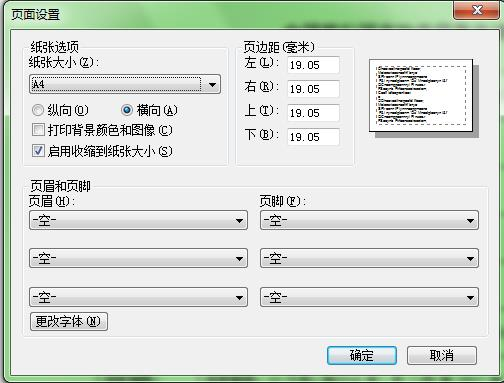 页面设置
纸张选项
纸张大小(Z):
A4
纵向(O)
横向(A)
打印背景颜色和图像(C)
启用收缩到纸张大小(S)
页边距(毫米)
左(L): 19.05
右(R): 19.05
上(T): 19.05
下(B): 19.05
页眉和页脚
页眉(H): 页脚(F):
-空- -空-
-空- -空-
-空- -空-
更改字体(N)
确定 取消